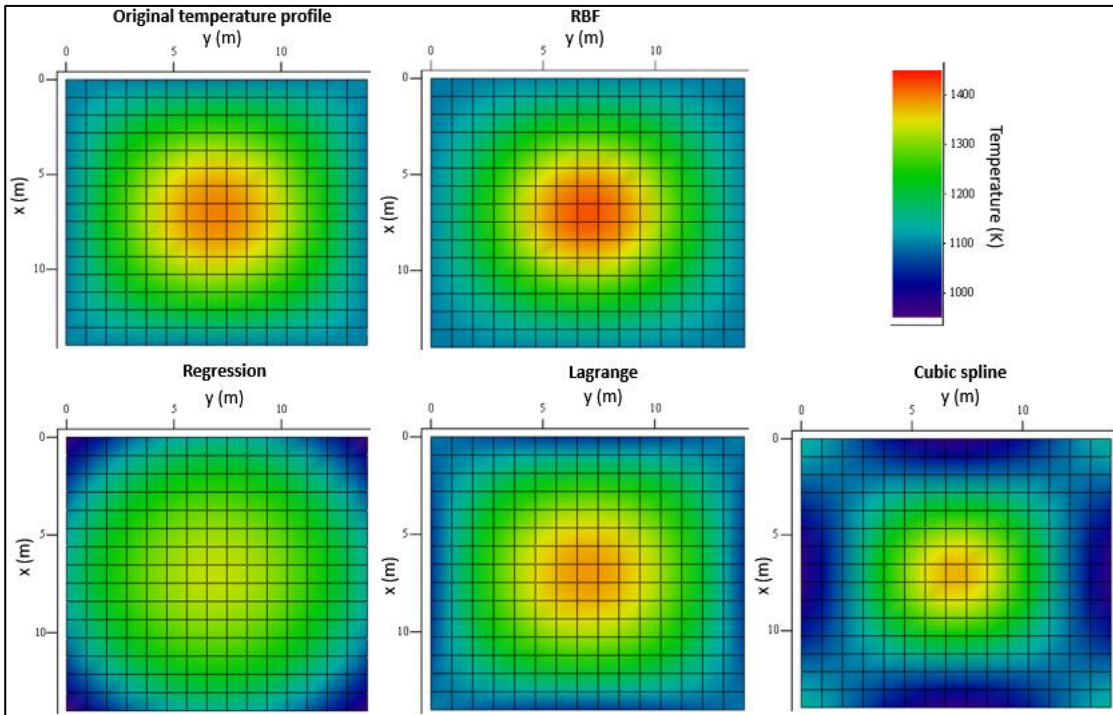 Original temperature profile
y (m)
0 5 10
0
5
10
x (m)
RBF
y (m)
0 5 10
0
5
10
x (m)
1400
1300
1200
1100
1000
Temperature (K)
Regression
y (m)
0 5 10
0
5
10
x (m)
Lagrange
y (m)
0 5 10
0
5
10
x (m)
Cubic spline
y (m)
0 5 10
0
5
10
x (m)